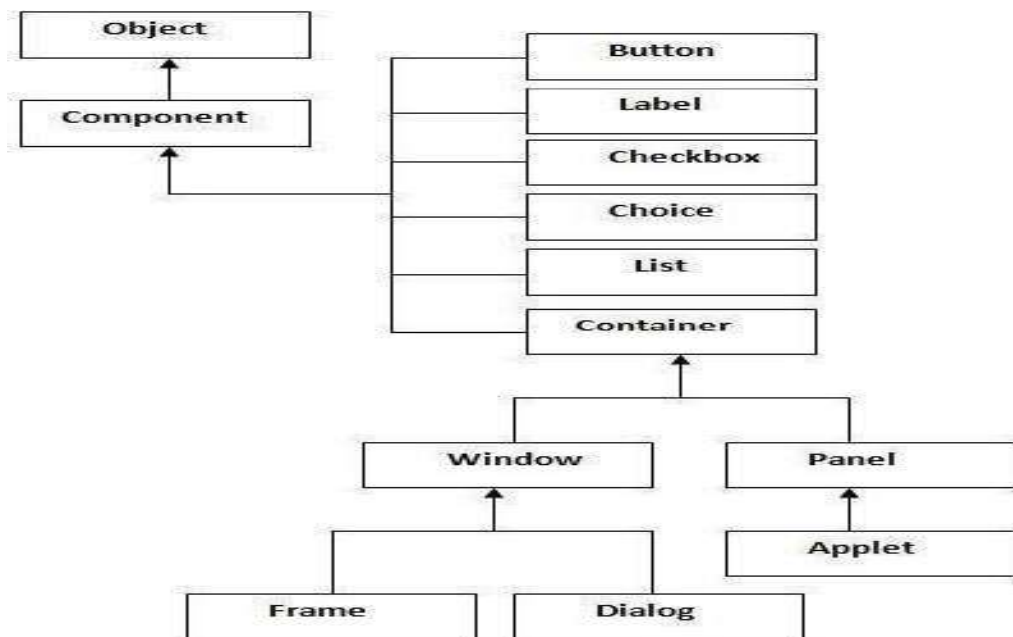 Object
Button
Label
Component
Checkbox
Choice
List
Container
Window
Panel
Applet
Frame
Dialog